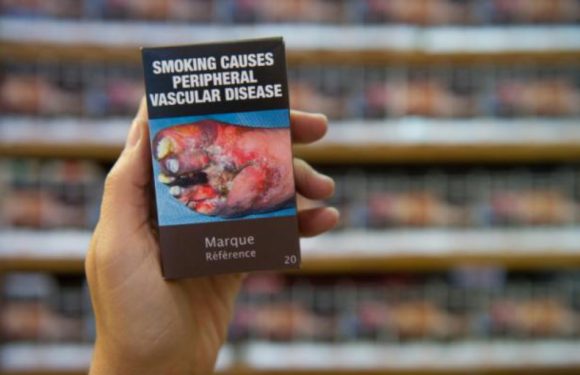 SMOKING CAUSES
PERIPHERAL
VASCULAR DISEASE
Marque
Référence
20